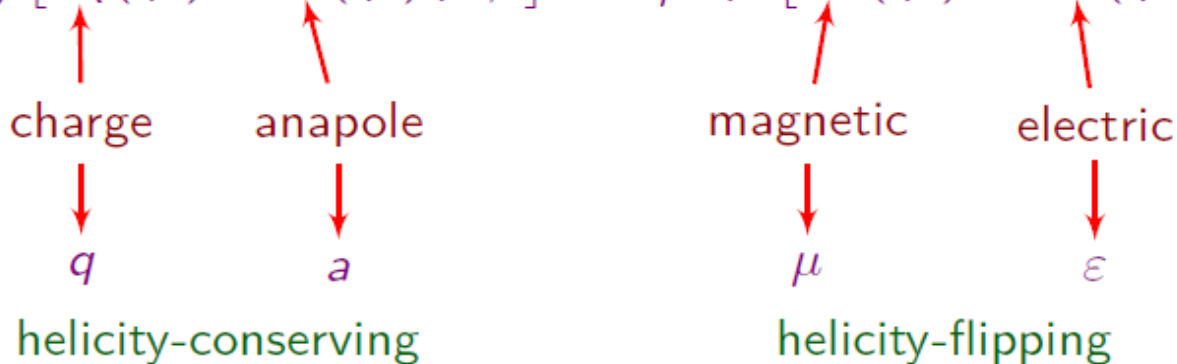 charge anapole magnetic electric
q a μ ε
helicity-conserving helicity-flipping